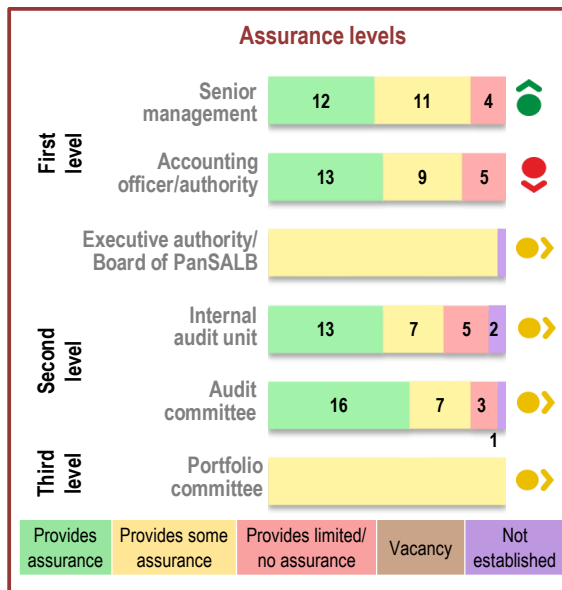 Assurance levels
First
level
Senior
management
12 11 4
Accounting
officer/authority
13 9 5
Executive authority/
Board of PanSALB
Second
level
Internal
audit unit
13 7 5 2
Audit
committee
16 7 3
1
Third
level
Portfolio
committee
Provides
assurance
Provides some
assurance
Provides limited/
no assurance
Vacancy
Not
established